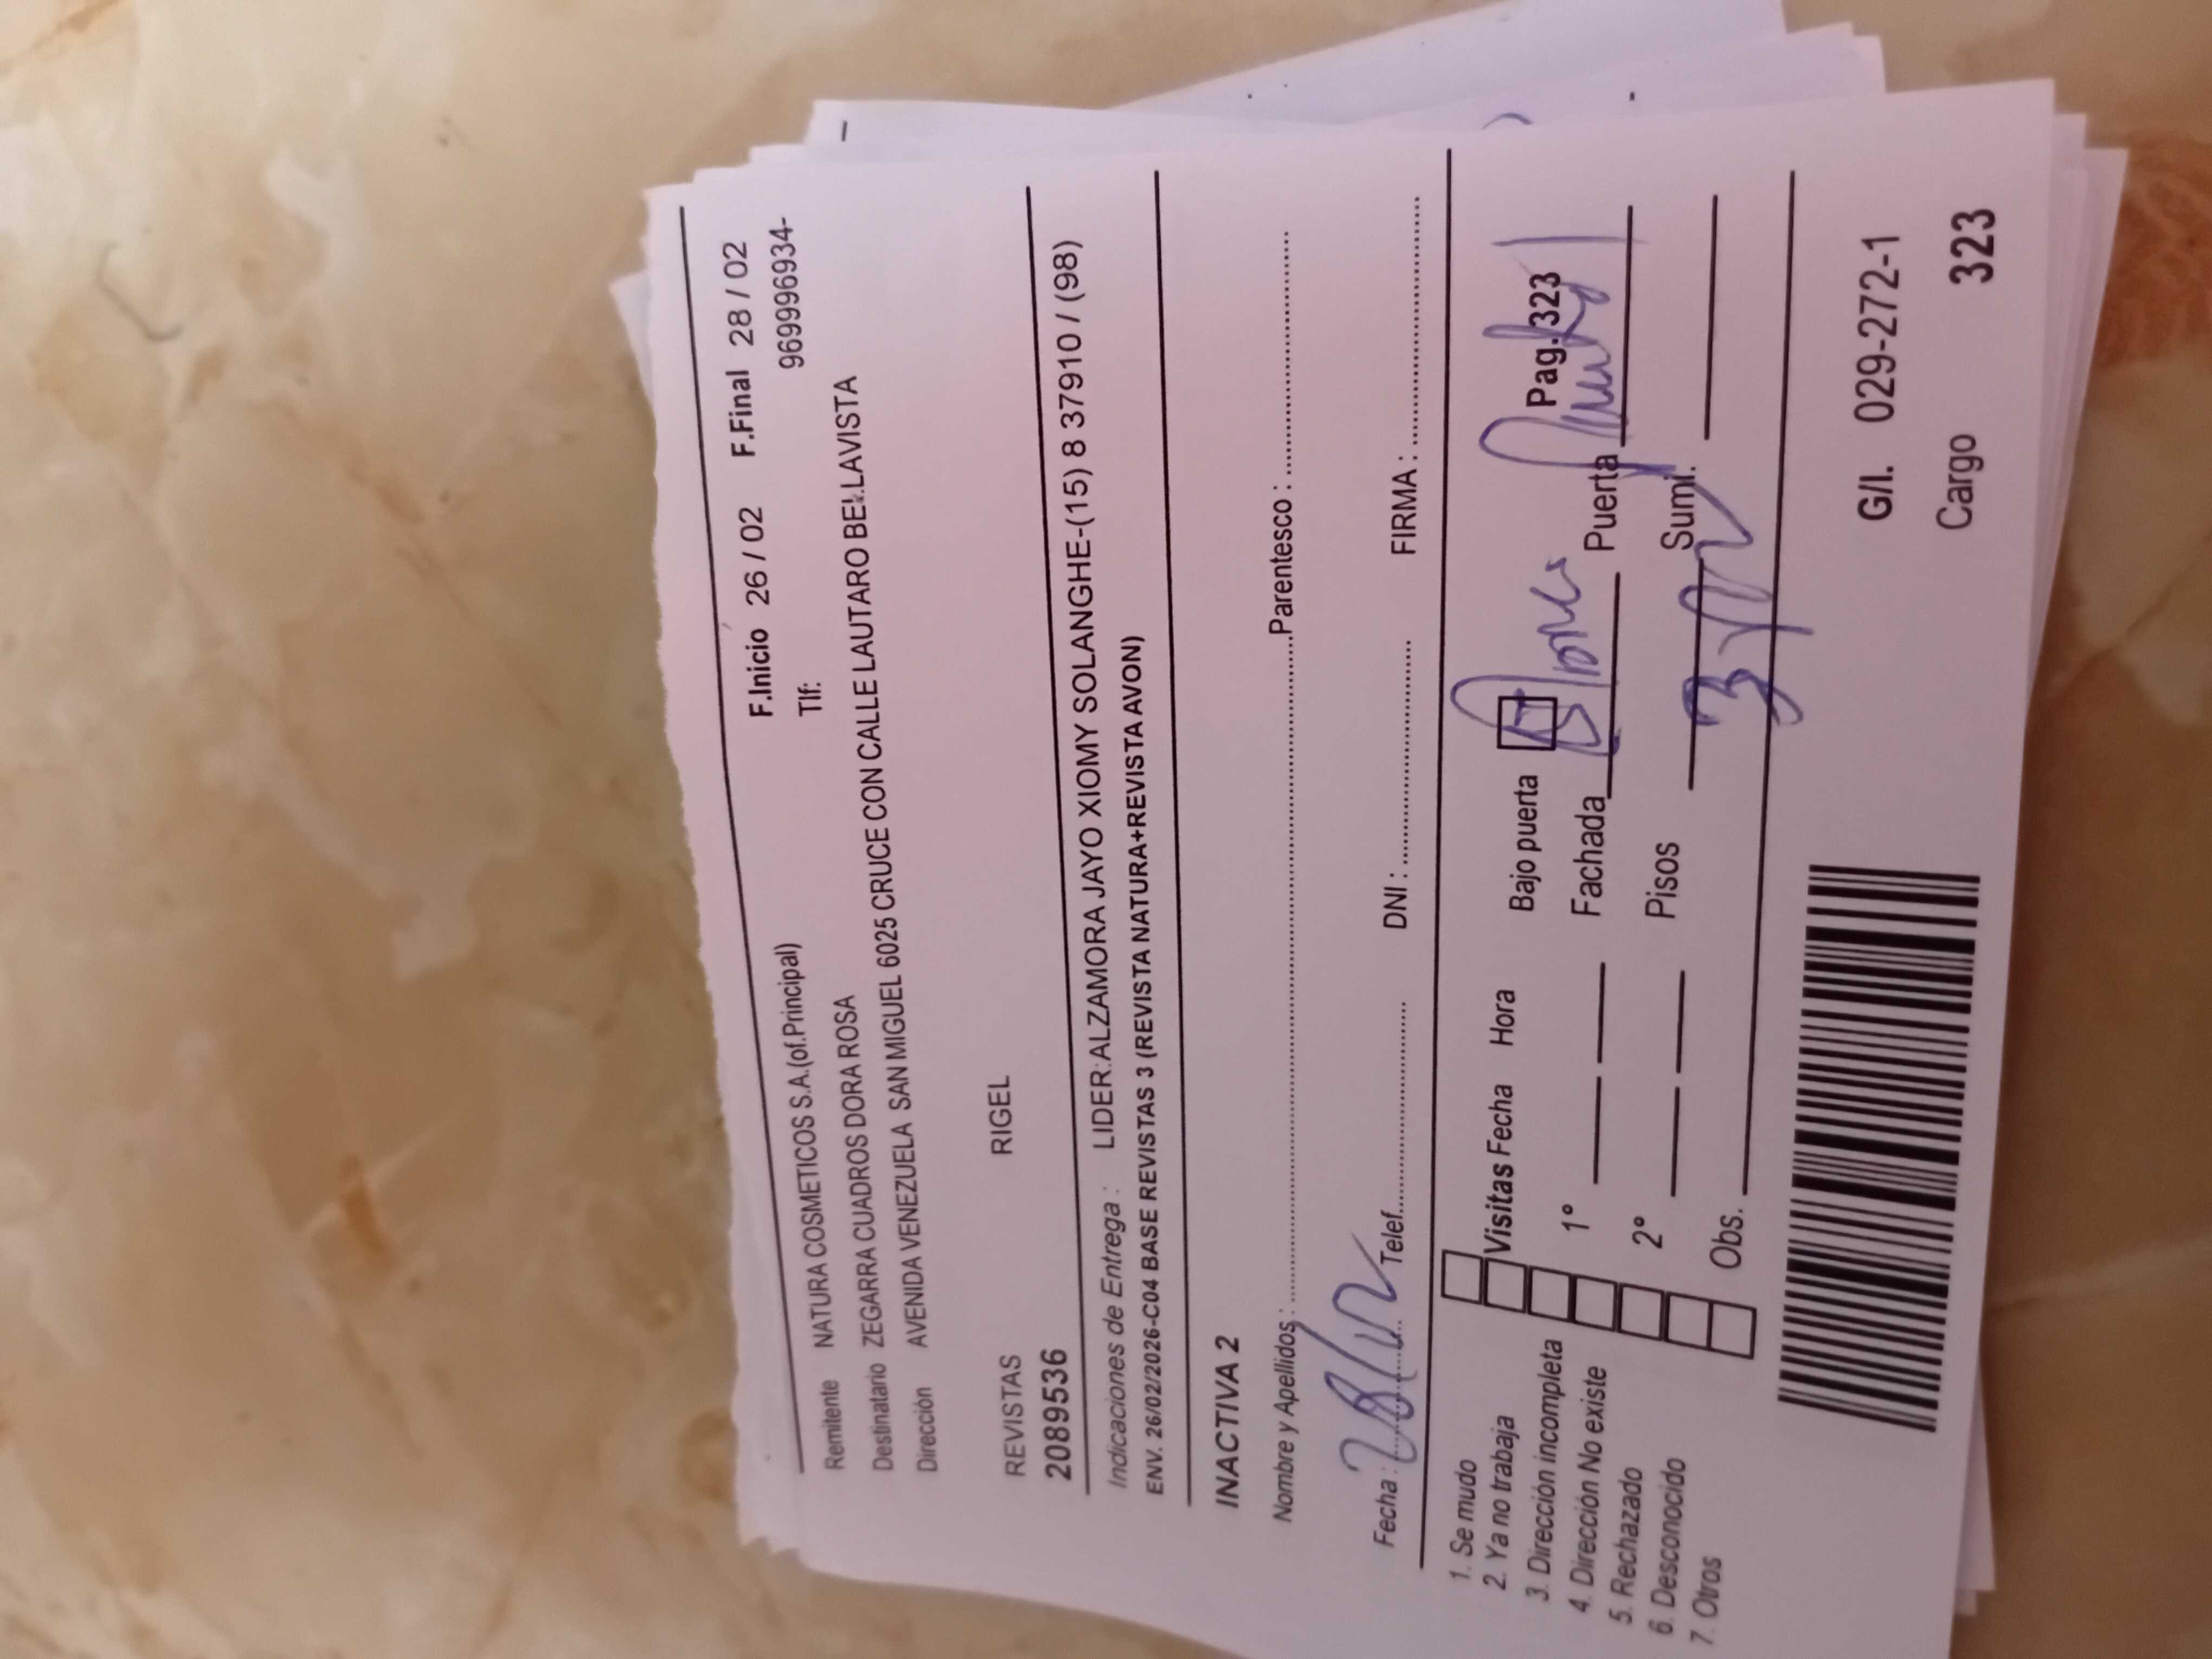 F.Inicio 26 / 02 F.Final 28 / 02
Remitente NATURA COSMETICOS S.A.(of.Principal) Tlf: 969996934-
Destinatario ZEGARRA CUADROS DORA ROSA
Dirección AVENIDA VENEZUELA SAN MIGUEL 6025 CRUCE CON CALLE LAUTARO BELLAVISTA
REVISTAS RIGEL
2089536
Indicaciones de Entrega : LIDER:ALZAMORA JAYO XIOMY SOLANGHE-(15) 8 37910 / (98)
ENV. 26/02/2026-C04 BASE REVISTAS 3 (REVISTA NATURA+REVISTA AVON)
INACTIVA 2
Nombre y Apellidos : Parentesco :
Fecha : Telef. DNI : FIRMA :
1. Se mudo Visitas Fecha Hora Bajo puerta Pag.323
2. Ya no trabaja
3. Dirección incompleta 1° Fachada Puerta
4. Dirección No existe
5. Rechazado 2° Pisos 3 Sumi.
6. Desconocido
7. Otros Obs.
G/I. 029-272-1
Cargo 323